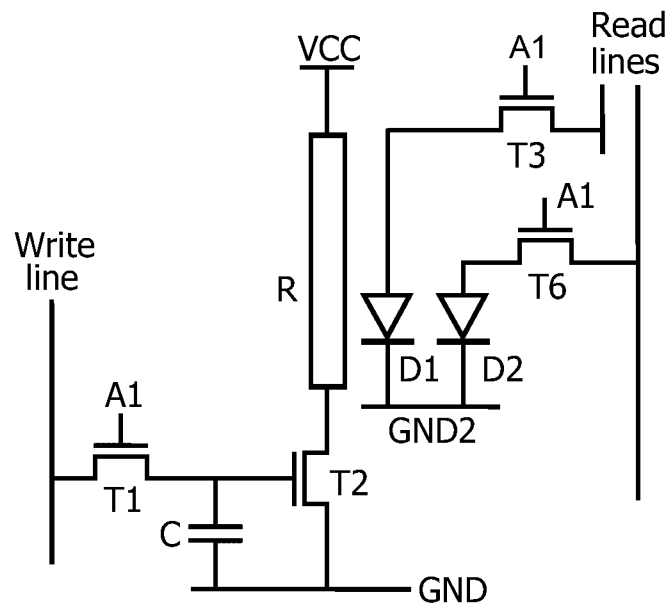 VCC
A1
Read
lines
T3
A1
T6
Write
line
R
D1
D2
GND2
A1
T1
T2
C
GND